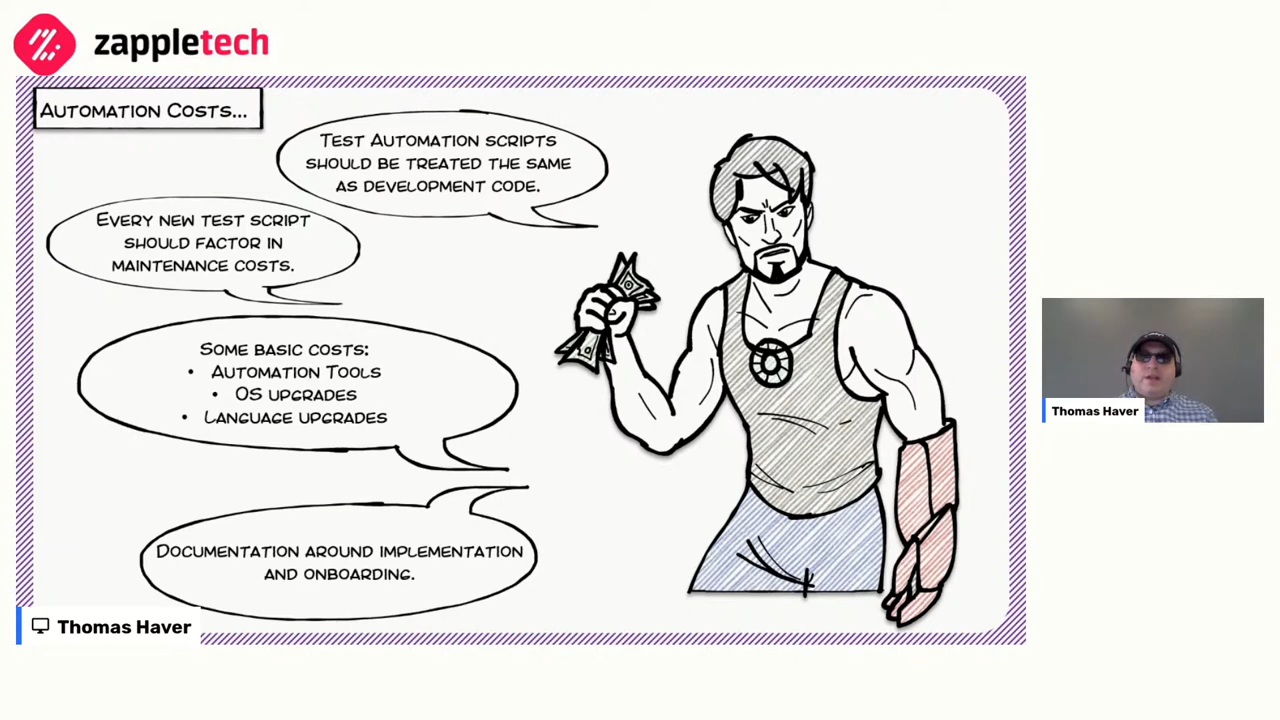 zappletech
AUTOMATION COSTS...
TEST AUTOMATION SCRIPTS
SHOULD BE TREATED THE SAME
AS DEVELOPMENT CODE.
EVERY NEW TEST SCRIPT
SHOULD FACTOR IN
MAINTENANCE COSTS.
SOME BASIC COSTS:
• AUTOMATION TOOLS
• OS UPGRADES
• LANGUAGE UPGRADES
DOCUMENTATION AROUND IMPLEMENTATION
AND ONBOARDING.
Thomas Haver
Thomas Haver